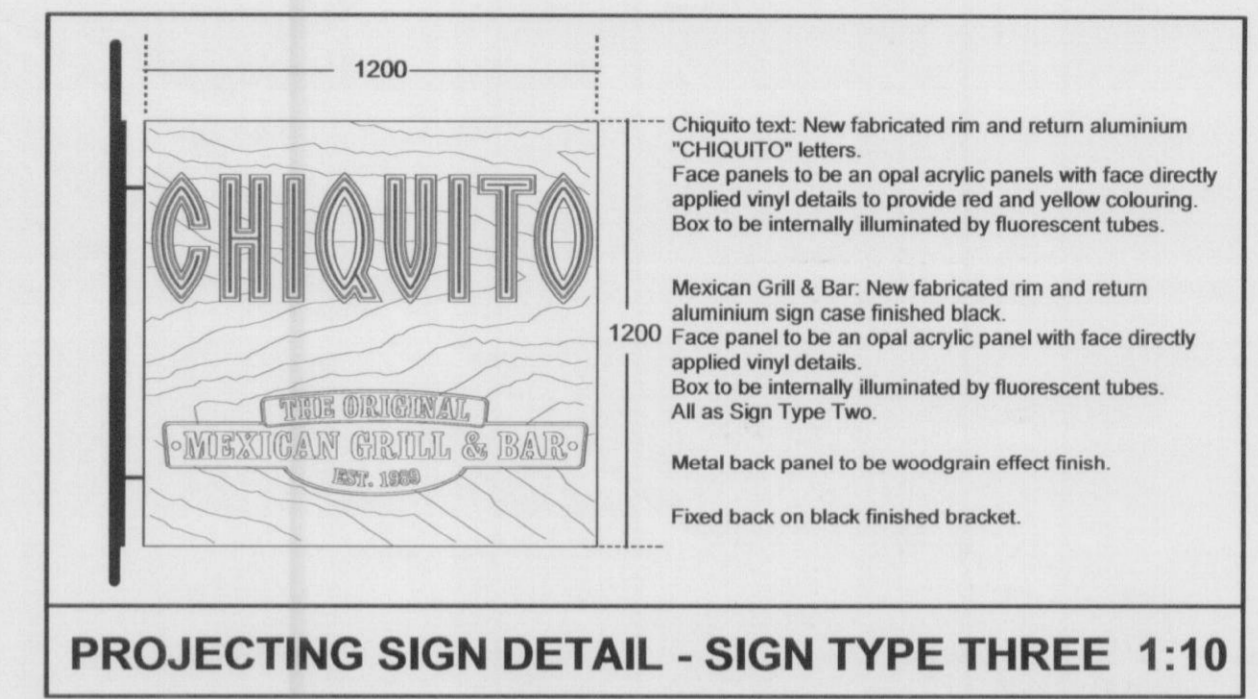 1200
CHIQUITO
THE ORIGINAL
·MEXICAN GRILL & BAR·
EST. 1989
1200
Chiquito text: New fabricated rim and return aluminium
"CHIQUITO" letters.
Face panels to be an opal acrylic panels with face directly
applied vinyl details to provide red and yellow colouring.
Box to be internally illuminated by fluorescent tubes.
Mexican Grill & Bar: New fabricated rim and return
aluminium sign case finished black.
Face panel to be an opal acrylic panel with face directly
applied vinyl details.
Box to be internally illuminated by fluorescent tubes.
All as Sign Type Two.
Metal back panel to be woodgrain effect finish.
Fixed back on black finished bracket.
PROJECTING SIGN DETAIL - SIGN TYPE THREE 1:10